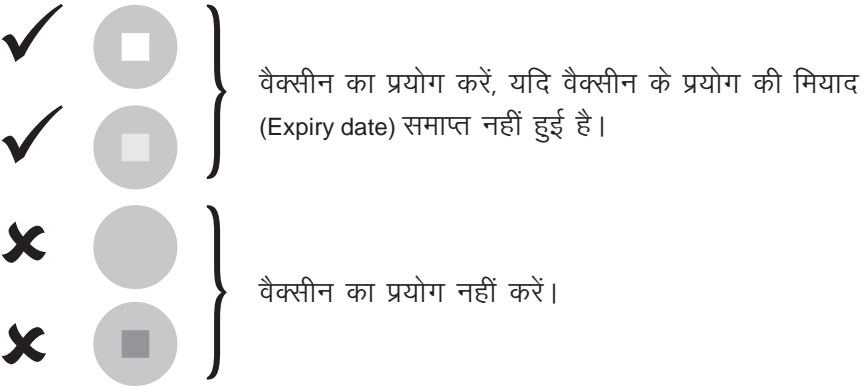 वैक्सीन का प्रयोग करें, यदि वैक्सीन के प्रयोग की मियाद
(Expiry date) समाप्त नहीं हुई है।
वैक्सीन का प्रयोग नहीं करें।